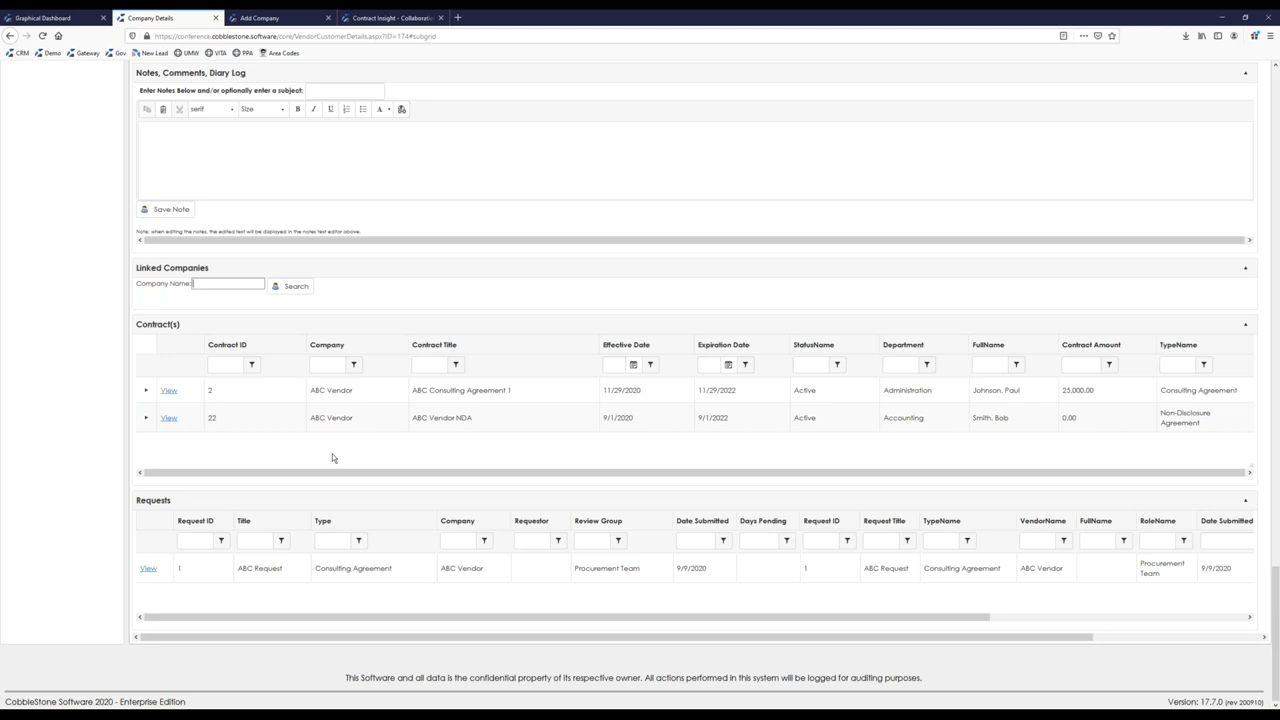 Graphical Dashboard
Company Details
Add Company
Contract Insight - Collaboratio
https://conference.cobblestone.software/core/VendorCustomerDetails.aspx?ID=174#subgrid
CRM Demo Gateway Gov New Lead UMW VITA PPA Area Codes
Notes, Comments, Diary Log
Enter Notes Below and/or optionally enter a subject:
serif Size B I U A
Save Note
Note: when editing the notes, the edited text will be displayed in the notes text editor above.
Linked Companies
Company Name: Search
Contract(s)
Contract ID Company Contract Title Effective Date Expiration Date StatusName Department FullName Contract Amount TypeName
View 2 ABC Vendor ABC Consulting Agreement 1 11/29/2020 11/29/2022 Active Administration Johnson, Paul 25,000.00 Consulting Agreement
View 22 ABC Vendor ABC Vendor NDA 9/1/2020 9/1/2022 Active Accounting Smith, Bob 0.00 Non-Disclosure
Agreement
Requests
Request ID Title Type Company Requestor Review Group Date Submitted Days Pending Request ID Request Title TypeName VendorName FullName RoleName Date Submitted
View 1 ABC Request Consulting Agreement ABC Vendor Procurement Team 9/9/2020 1 ABC Request Consulting Agreement ABC Vendor Procurement 9/9/2020
Team
This Software and all data is the confidential property of its respective owner. All actions performed in this system will be logged for auditing purposes.
CobbleStone Software 2020 - Enterprise Edition
Version: 17.7.0 (rev 200910)